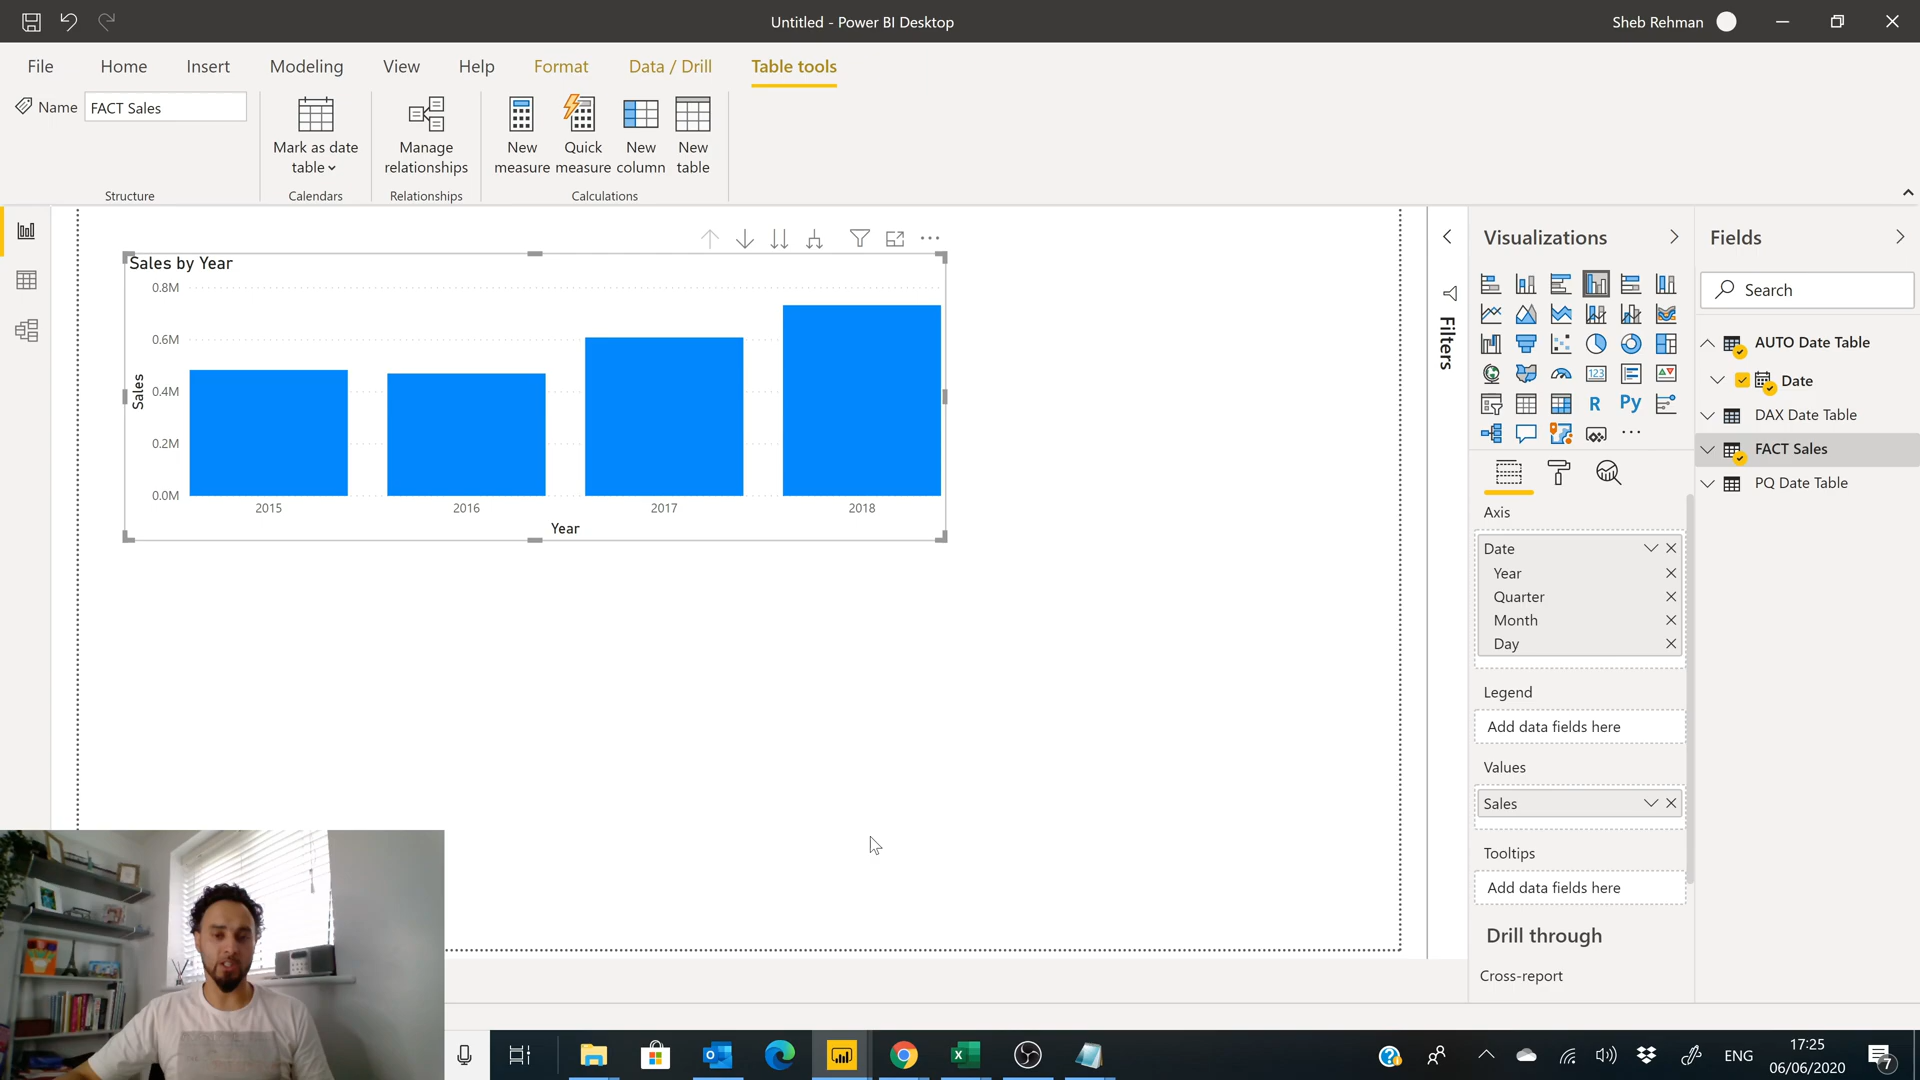 Untitled - Power BI Desktop
Sheb Rehman
File
Home
Insert
Modeling
View
Help
Format
Data / Drill
Table tools
Name
FACT Sales
Structure
Mark as date
table
Calendars
Manage
relationships
Relationships
New
measure
Quick
measure
New
column
New
table
Calculations
Sales by Year
0.8M
0.6M
0.4M
0.2M
0.0M
Sales
2015
2016
2017
2018
Year
Filters
Visualizations
123
R
Py
Axis
Date
Year
Quarter
Month
Day
Legend
Add data fields here
Values
Sales
Tooltips
Add data fields here
Drill through
Cross-report
Fields
Search
AUTO Date Table
Date
DAX Date Table
FACT Sales
PQ Date Table
ENG
17:25
06/06/2020
7